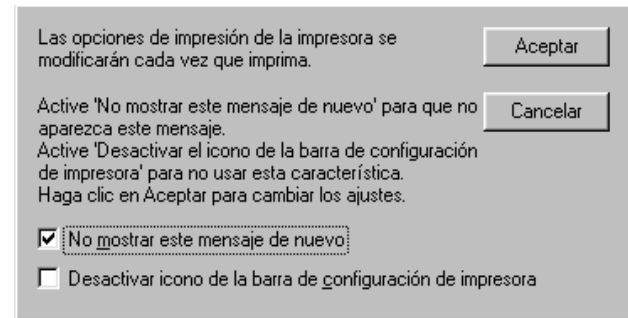 Las opciones de impresión de la impresora se
modificarán cada vez que imprima.
Aceptar
Active 'No mostrar este mensaje de nuevo' para que no
aparezca este mensaje.
Active 'Desactivar el icono de la barra de configuración
de impresora' para no usar esta característica.
Haga clic en Aceptar para cambiar los ajustes.
Cancelar
No mostrar este mensaje de nuevo
Desactivar icono de la barra de configuración de impresora